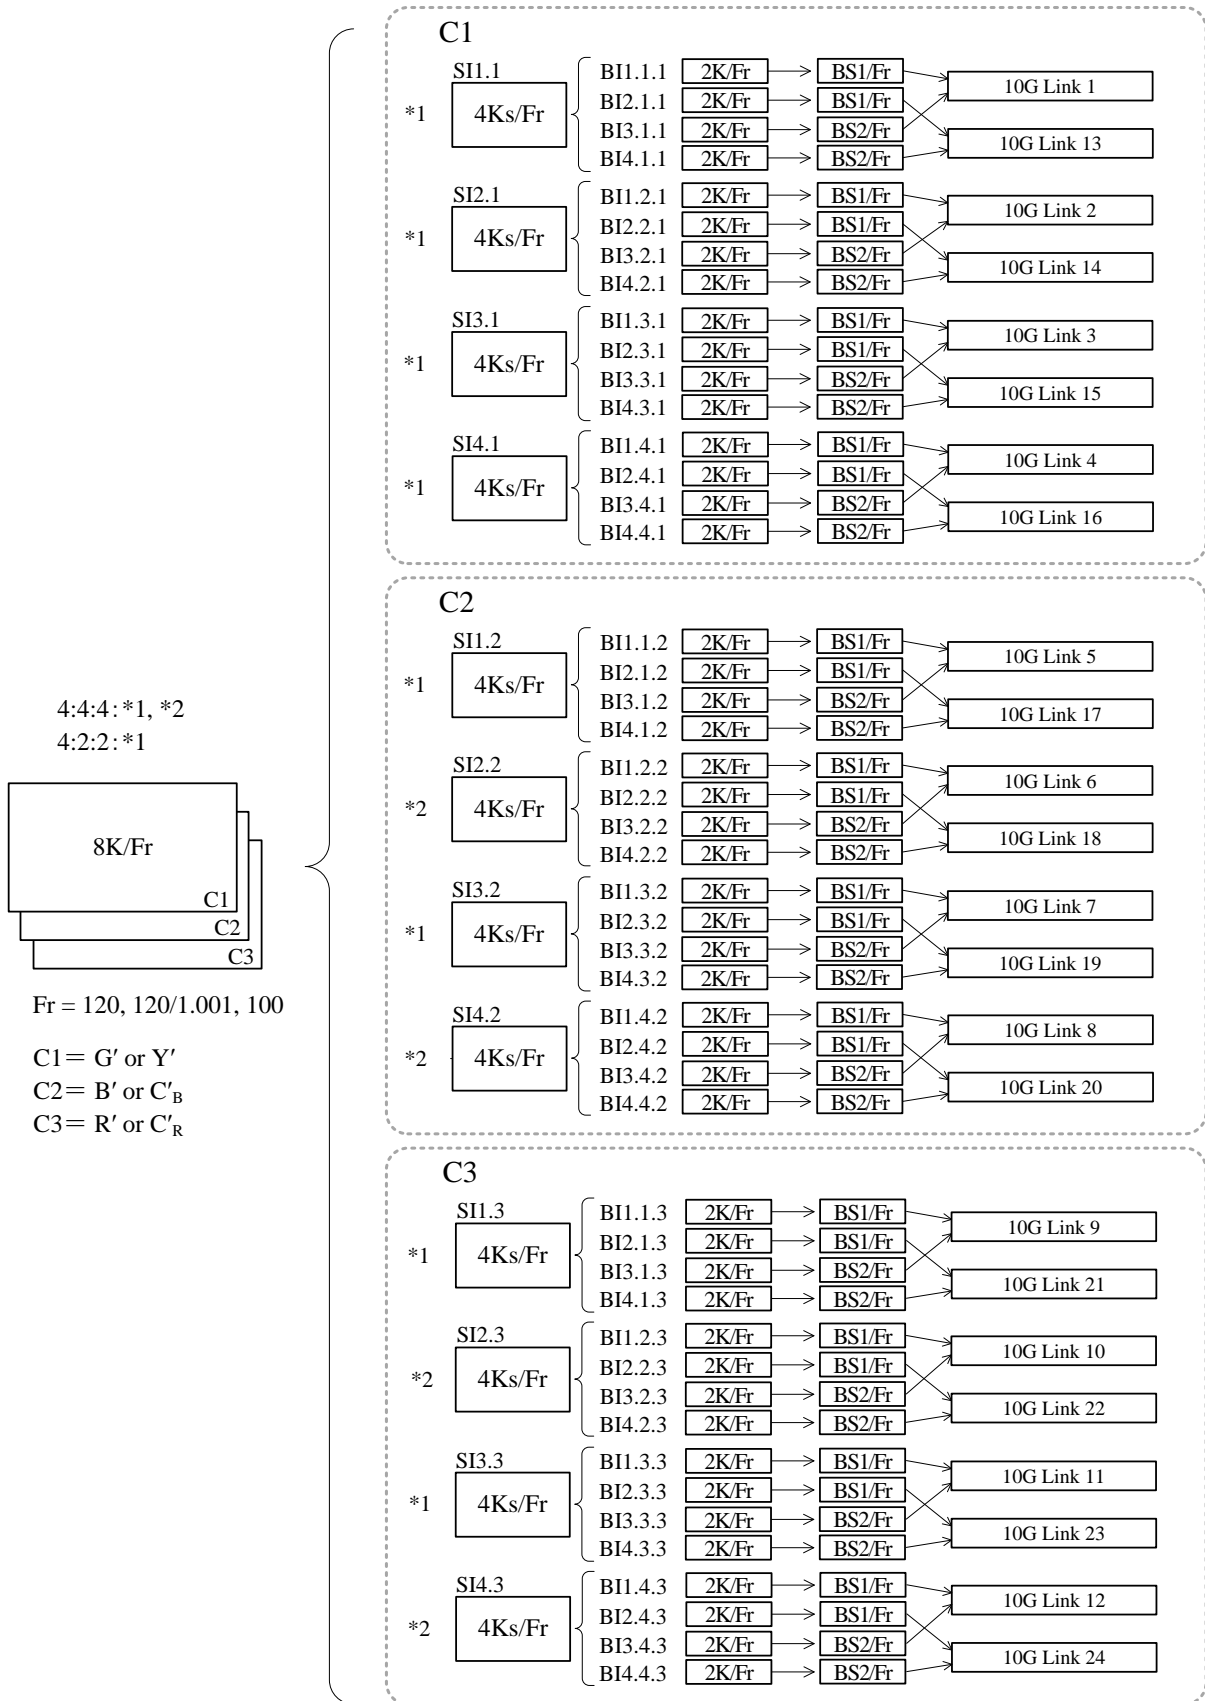 4:4:4:*1, *2
4:2:2:*1
8K/Fr
C1
C2
C3
Fr = 120, 120/1.001, 100
C1= G′ or Y′
C2= B′ or C′B
C3= R′ or C′R
C1
SI1.1
*1
4Ks/Fr
BI1.1.1 2K/Fr BS1/Fr
BI2.1.1 2K/Fr BS1/Fr
BI3.1.1 2K/Fr BS2/Fr
BI4.1.1 2K/Fr BS2/Fr
10G Link 1
10G Link 13
SI2.1
*1
4Ks/Fr
BI1.2.1 2K/Fr BS1/Fr
BI2.2.1 2K/Fr BS1/Fr
BI3.2.1 2K/Fr BS2/Fr
BI4.2.1 2K/Fr BS2/Fr
10G Link 2
10G Link 14
SI3.1
*1
4Ks/Fr
BI1.3.1 2K/Fr BS1/Fr
BI2.3.1 2K/Fr BS1/Fr
BI3.3.1 2K/Fr BS2/Fr
BI4.3.1 2K/Fr BS2/Fr
10G Link 3
10G Link 15
SI4.1
*1
4Ks/Fr
BI1.4.1 2K/Fr BS1/Fr
BI2.4.1 2K/Fr BS1/Fr
BI3.4.1 2K/Fr BS2/Fr
BI4.4.1 2K/Fr BS2/Fr
10G Link 4
10G Link 16
C2
SI1.2
*1
4Ks/Fr
BI1.1.2 2K/Fr BS1/Fr
BI2.1.2 2K/Fr BS1/Fr
BI3.1.2 2K/Fr BS2/Fr
BI4.1.2 2K/Fr BS2/Fr
10G Link 5
10G Link 17
SI2.2
*2
4Ks/Fr
BI1.2.2 2K/Fr BS1/Fr
BI2.2.2 2K/Fr BS1/Fr
BI3.2.2 2K/Fr BS2/Fr
BI4.2.2 2K/Fr BS2/Fr
10G Link 6
10G Link 18
SI3.2
*1
4Ks/Fr
BI1.3.2 2K/Fr BS1/Fr
BI2.3.2 2K/Fr BS1/Fr
BI3.3.2 2K/Fr BS2/Fr
BI4.3.2 2K/Fr BS2/Fr
10G Link 7
10G Link 19
SI4.2
*2
4Ks/Fr
BI1.4.2 2K/Fr BS1/Fr
BI2.4.2 2K/Fr BS1/Fr
BI3.4.2 2K/Fr BS2/Fr
BI4.4.2 2K/Fr BS2/Fr
10G Link 8
10G Link 20
C3
SI1.3
*1
4Ks/Fr
BI1.1.3 2K/Fr BS1/Fr
BI2.1.3 2K/Fr BS1/Fr
BI3.1.3 2K/Fr BS2/Fr
BI4.1.3 2K/Fr BS2/Fr
10G Link 9
10G Link 21
SI2.3
*2
4Ks/Fr
BI1.2.3 2K/Fr BS1/Fr
BI2.2.3 2K/Fr BS1/Fr
BI3.2.3 2K/Fr BS2/Fr
BI4.2.3 2K/Fr BS2/Fr
10G Link 10
10G Link 22
SI3.3
*1
4Ks/Fr
BI1.3.3 2K/Fr BS1/Fr
BI2.3.3 2K/Fr BS1/Fr
BI3.3.3 2K/Fr BS2/Fr
BI4.3.3 2K/Fr BS2/Fr
10G Link 11
10G Link 23
SI4.3
*2
4Ks/Fr
BI1.4.3 2K/Fr BS1/Fr
BI2.4.3 2K/Fr BS1/Fr
BI3.4.3 2K/Fr BS2/Fr
BI4.4.3 2K/Fr BS2/Fr
10G Link 12
10G Link 24